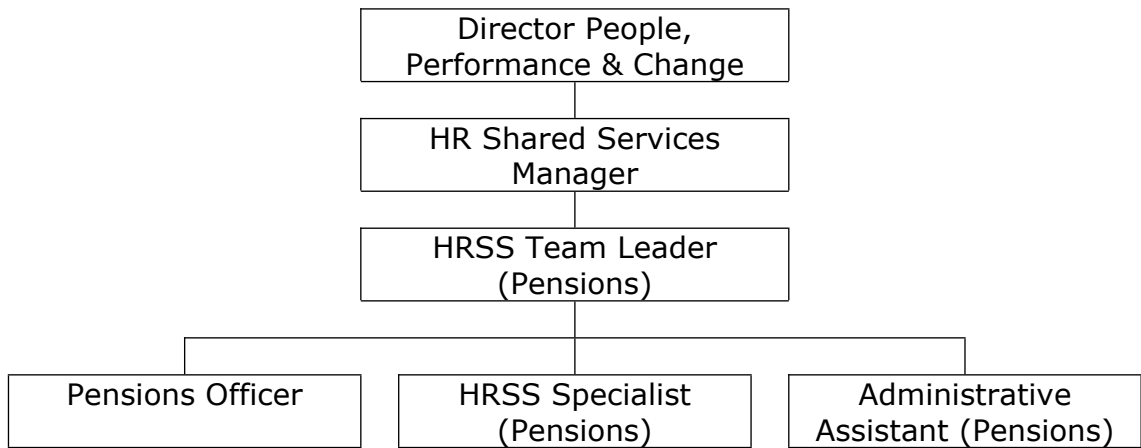 Director People,
Performance & Change
HR Shared Services
Manager
HRSS Team Leader
(Pensions)
Pensions Officer
HRSS Specialist
(Pensions)
Administrative
Assistant (Pensions)